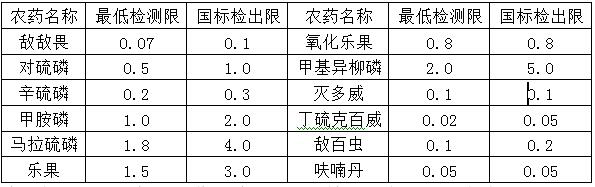 农药名称 最低检测限 国标检出限 农药名称 最低检测限 国标检出限
敌敌畏 0.07 0.1 氧化乐果 0.8 0.8
对硫磷 0.5 1.0 甲基异柳磷 2.0 5.0
辛硫磷 0.2 0.3 灭多威 0.1 0.1
甲胺磷 1.0 2.0 丁硫克百威 0.02 0.05
马拉硫磷 1.8 4.0 敌百虫 0.1 0.2
乐果 1.5 3.0 呋喃丹 0.05 0.05